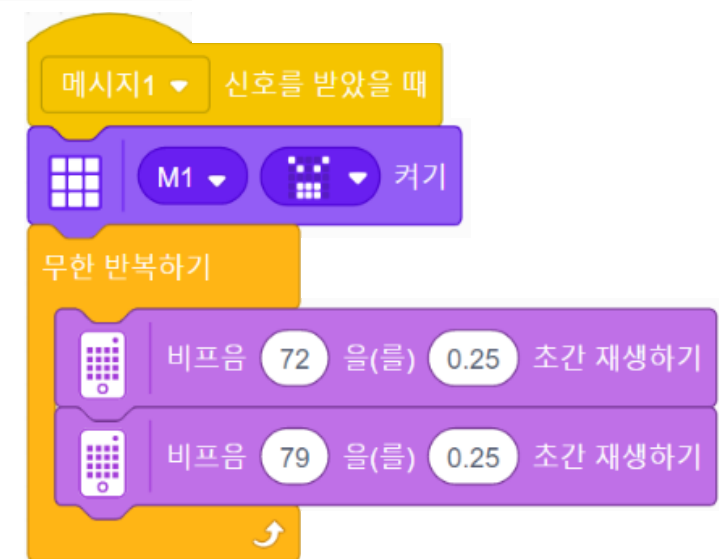 메시지1 신호를 받았을 때
M1 켜기
무한 반복하기
비프음 72 을(를) 0.25 초간 재생하기
비프음 79 을(를) 0.25 초간 재생하기